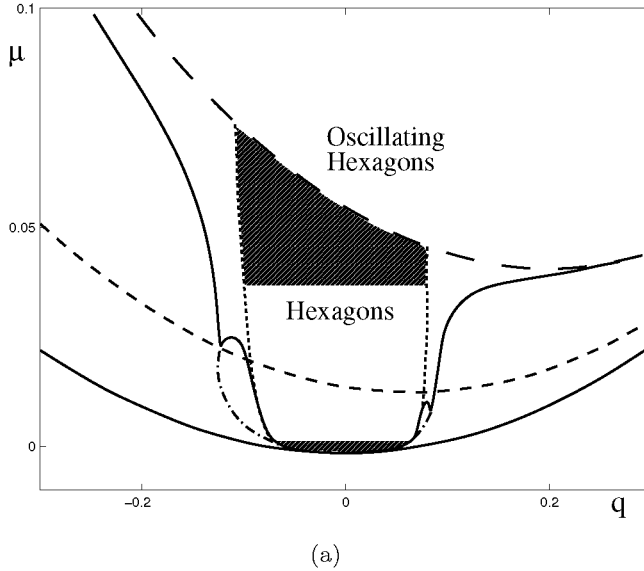 0.1
μ
Oscillating
Hexagons
0.05
Hexagons
0
−0.2
0
0.2
q
(a)